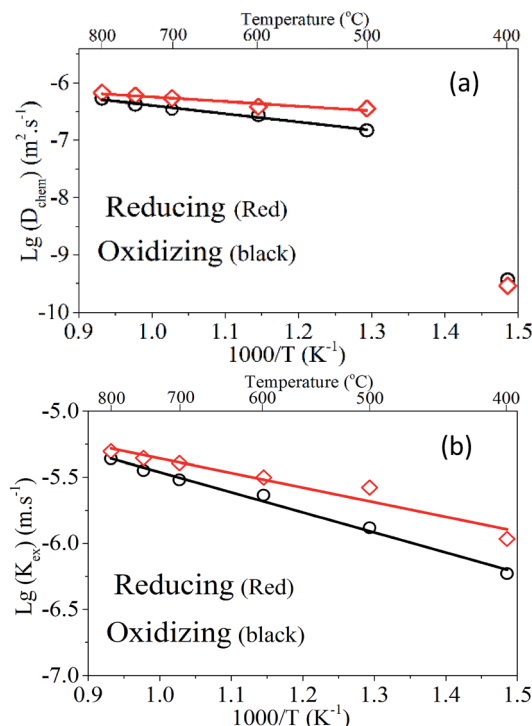 Temperature (°C)
800 700 600 500 400
(a)
Lg (D_chem) (m².s⁻¹)
-6
-7
-8
-9
-10
Reducing (Red)
Oxidizing (black)
0.9 1.0 1.1 1.2 1.3 1.4 1.5
1000/T (K⁻¹)
Temperature (°C)
800 700 600 500 400
(b)
Lg (K_ex) (m.s⁻¹)
-5.0
-5.5
-6.0
-6.5
-7.0
Reducing (Red)
Oxidizing (black)
0.9 1.0 1.1 1.2 1.3 1.4 1.5
1000/T (K⁻¹)